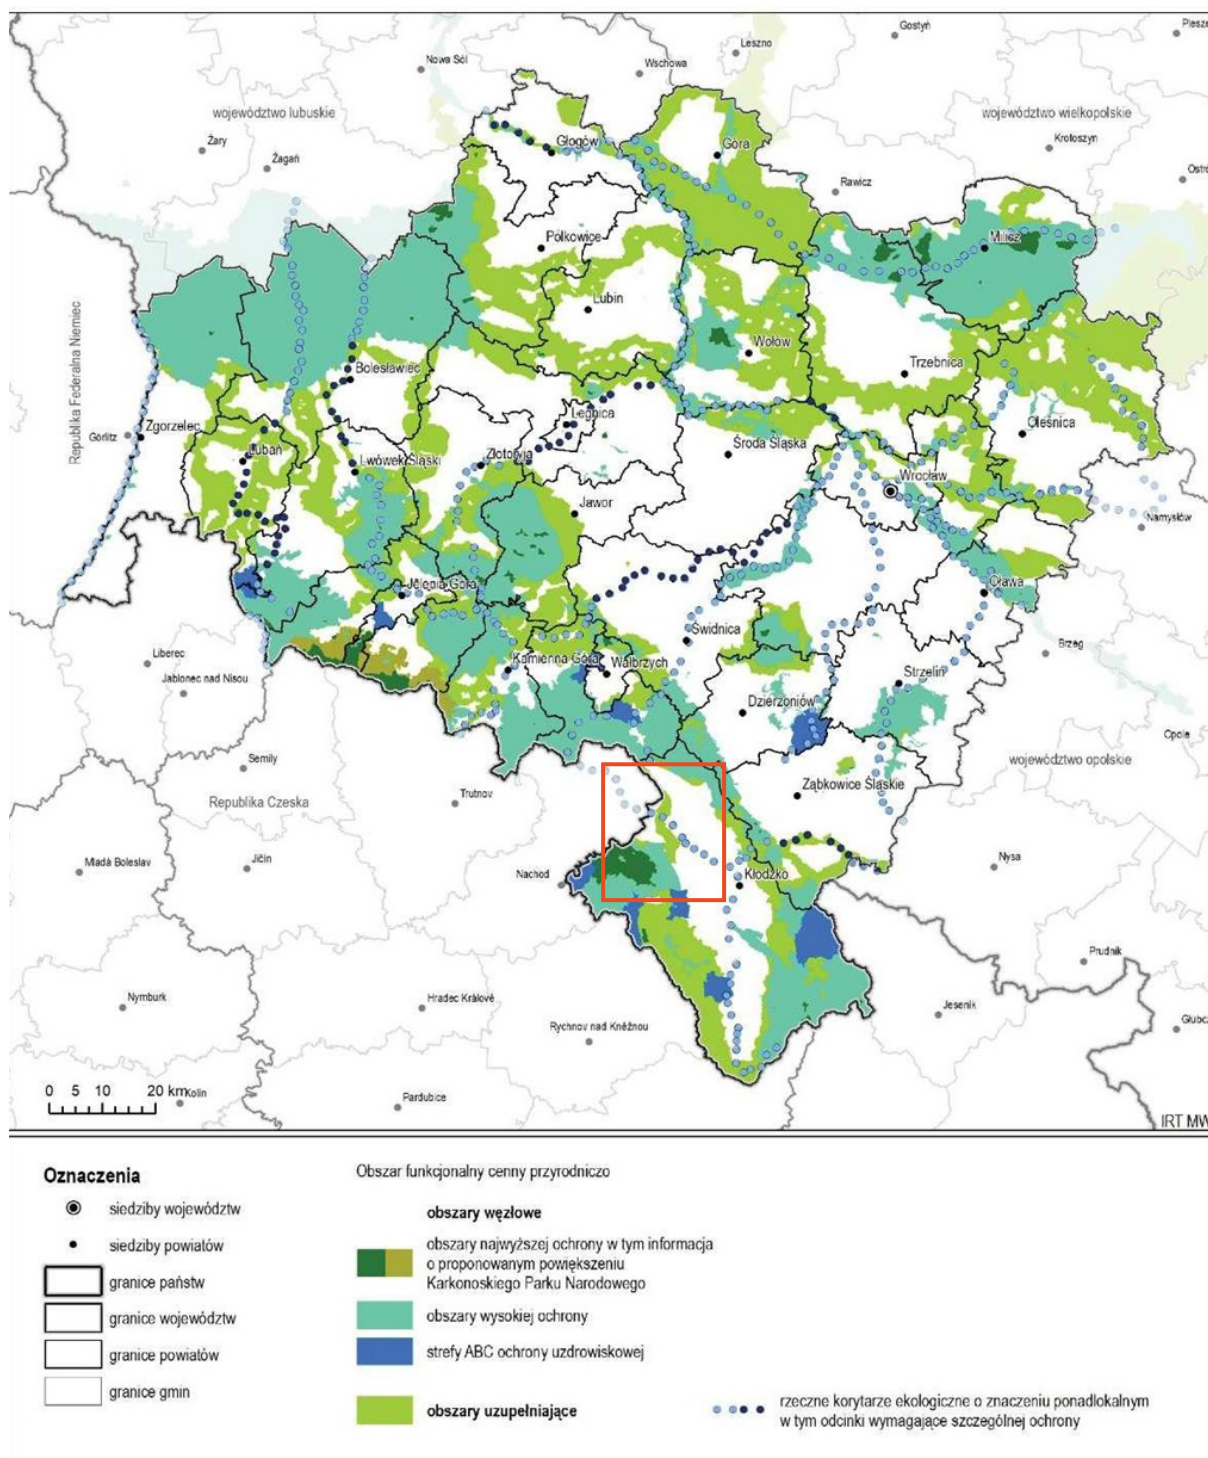 Gostyń
Plesze
Leszno
Nowa Sól
Wschowa
województwo lubuskie
województwo wielkopolskie
Żary
Głogów
Góra
Krotoszyn
Żagań
Rawicz
Ostró
Polkowice
Milicz
Lubin
Republika Federalna Niemiec
Wołów
Trzebnica
Bolesławiec
Legnica
Oleśnica
Görlitz
Zgorzelec
Środa Śląska
Lubań
Lwówek Śląski
Złotoryja
Wrocław
Jawor
Namysłów
Jelenia Góra
Oława
Świdnica
Brzeg
Liberec
Kamienna Góra
Wałbrzych
Strzelin
Jablonec nad Nisou
Dzierżoniów
Opole
Semily
województwo opolskie
Republika Czeska
Trutnov
Ząbkowice Śląskie
Mladá Boleslav
Jičín
Nachod
Kłodzko
Nysa
Prudnik
Nymburk
Hradec Králové
Jesenik
Rychnov nad Kněžnou
Głubcz
0 5 10 20 km
Kolin
Pardubice
IRT MW
Oznaczenia
siedziby województw
siedziby powiatów
granice państw
granice województw
granice powiatów
granice gmin
Obszar funkcjonalny cenny przyrodniczo
obszary węzłowe
obszary najwyższej ochrony w tym informacja
o proponowanym powiększeniu
Karkonoskiego Parku Narodowego
obszary wysokiej ochrony
strefy ABC ochrony uzdrowiskowej
obszary uzupełniające
rzeczne korytarze ekologiczne o znaczeniu ponadlokalnym
w tym odcinki wymagające szczególnej ochrony